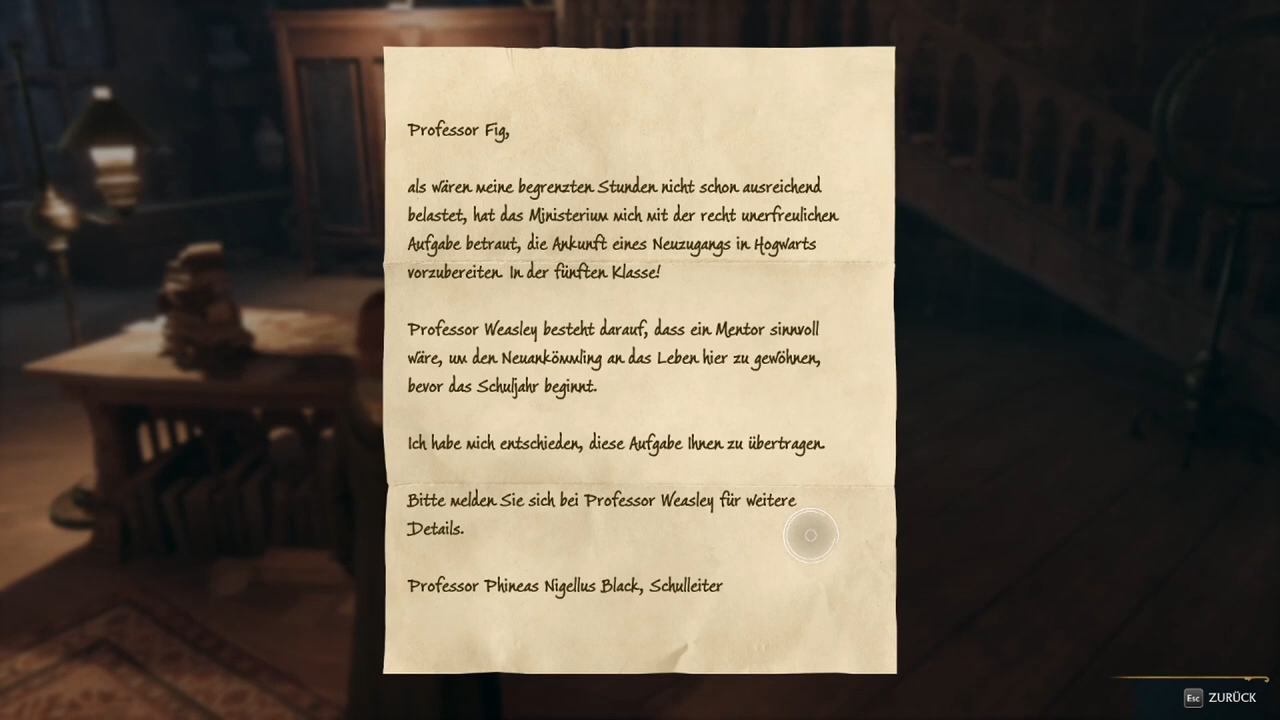 Professor Fig,
als wären meine begrenzten Stunden nicht schon ausreichend
belastet, hat das Ministerium mich mit der recht unerfreulichen
Aufgabe betraut, die Ankunft eines Neuzugangs in Hogwarts
vorzubereiten. In der fünften Klasse!
Professor Weasley besteht darauf, dass ein Mentor sinnvoll
wäre, um den Neuankömmling an das Leben hier zu gewöhnen,
bevor das Schuljahr beginnt.
Ich habe mich entschieden, diese Aufgabe Ihnen zu übertragen.
Bitte melden Sie sich bei Professor Weasley für weitere
Details.
Professor Phineas Nigellus Black, Schulleiter
Esc ZURÜCK